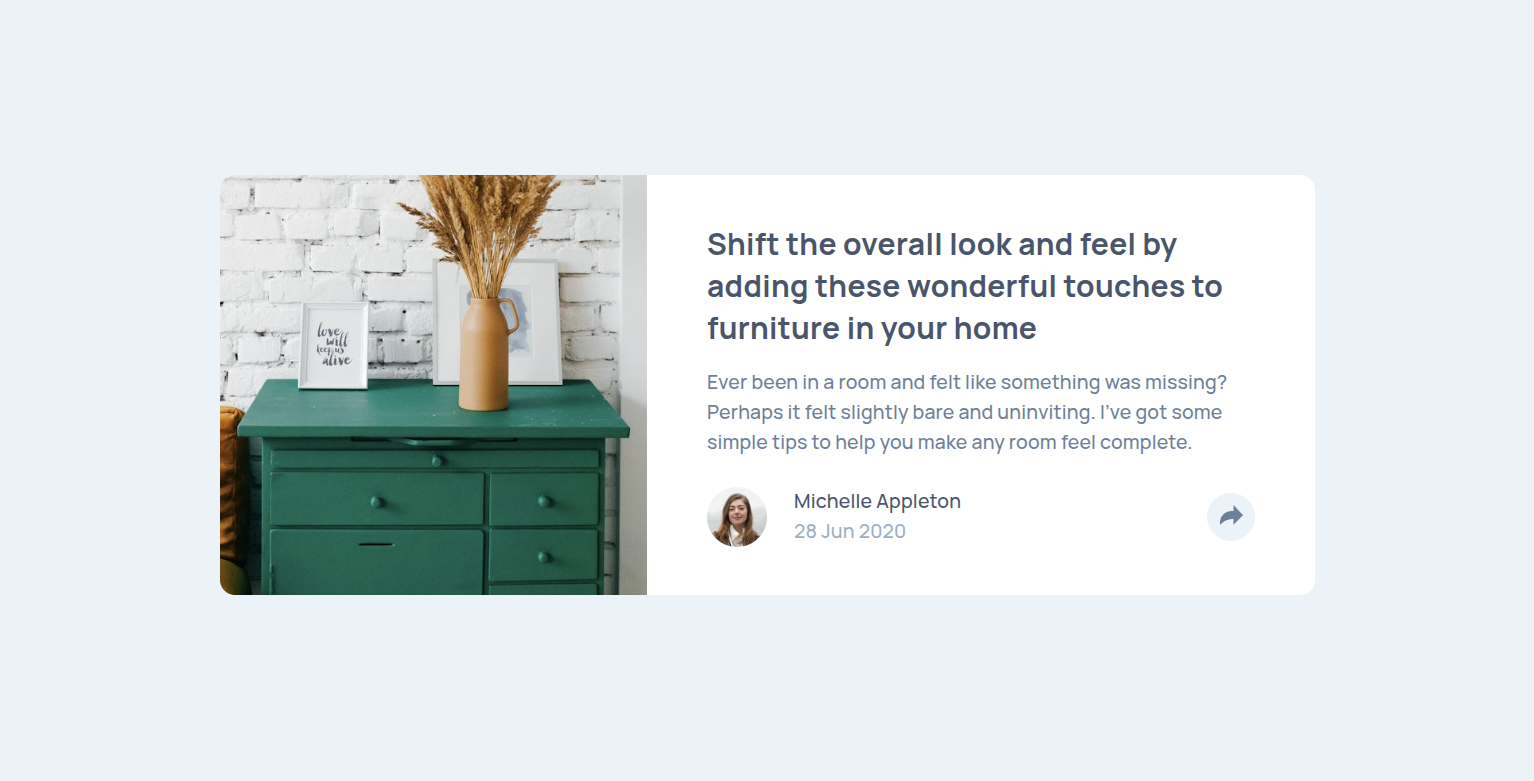 love
will
keep us
alive
Shift the overall look and feel by
adding these wonderful touches to
furniture in your home
Ever been in a room and felt like something was missing?
Perhaps it felt slightly bare and uninviting. I’ve got some
simple tips to help you make any room feel complete.
Michelle Appleton
28 Jun 2020